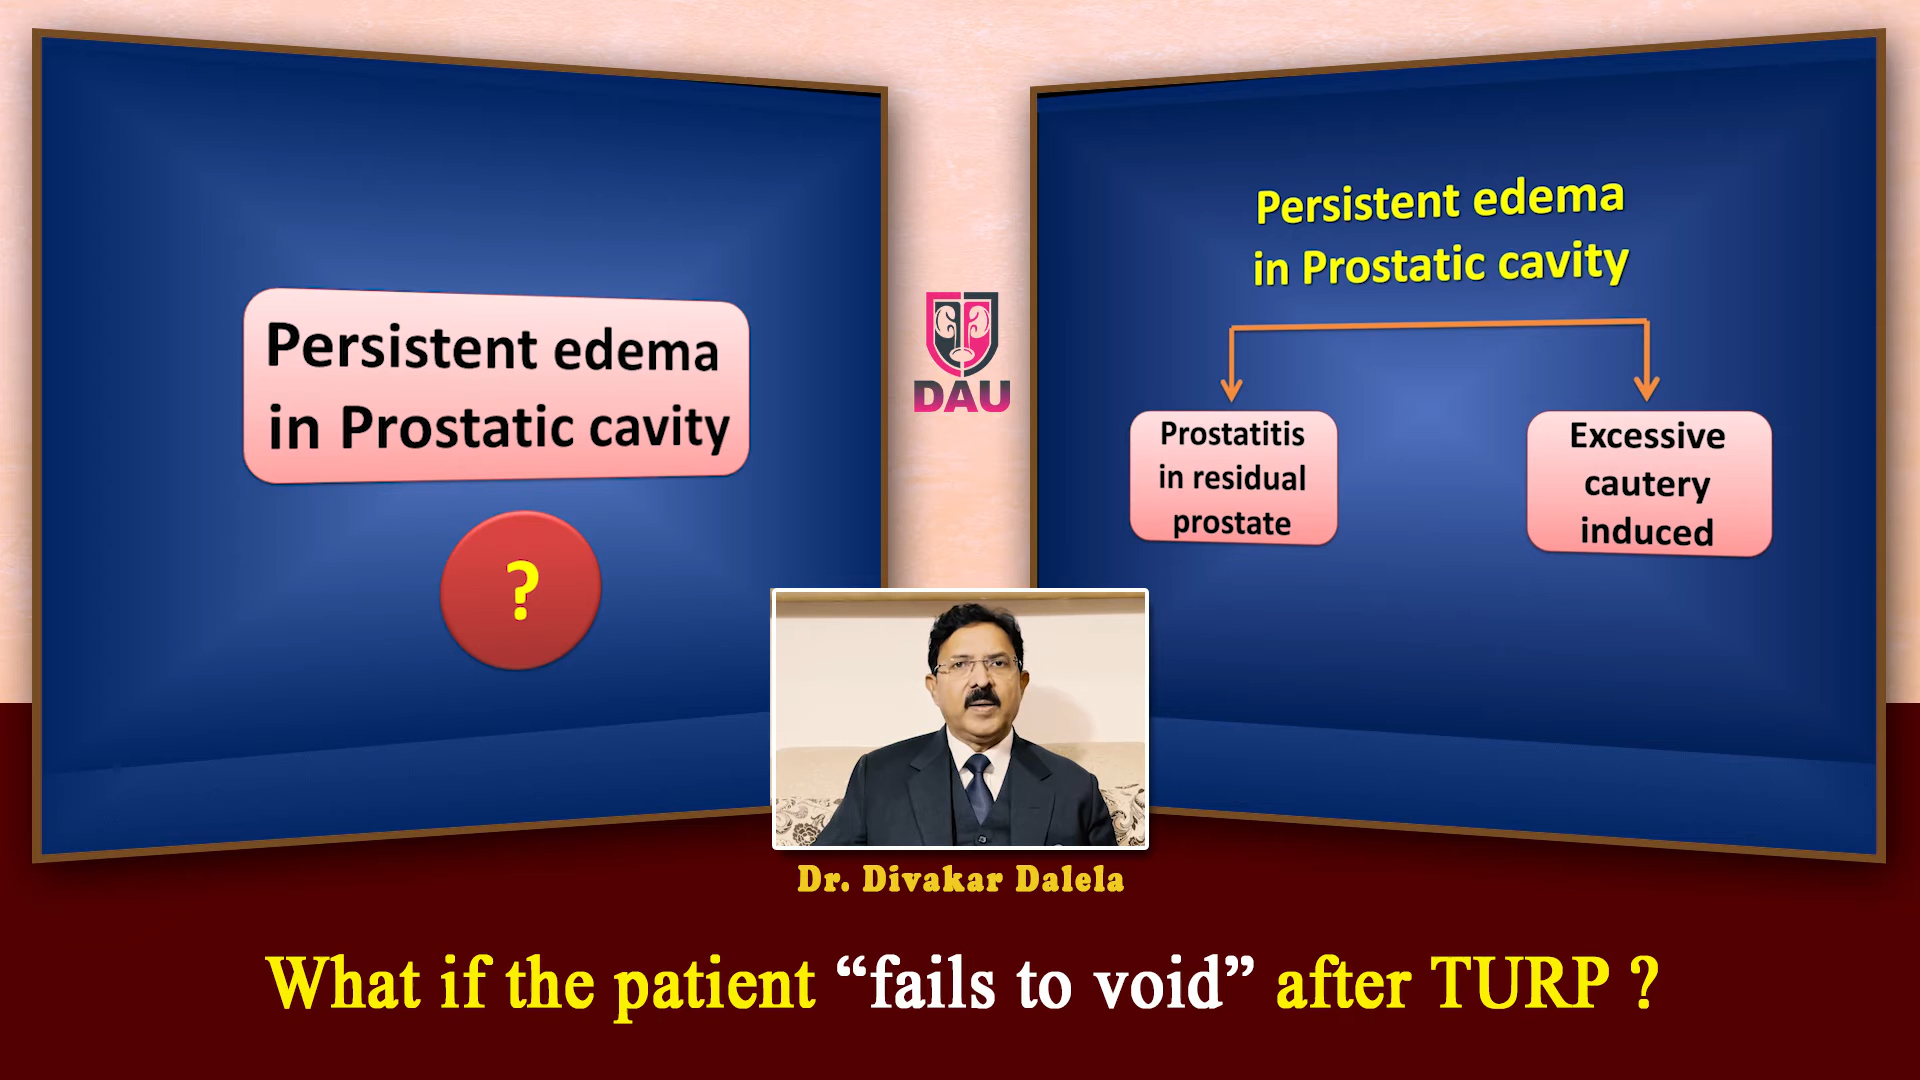 Persistent edema
in Prostatic cavity
?
Persistent edema
in Prostatic cavity
Prostatitis
in residual
prostate
Excessive
cautery
induced
DAU
Dr. Divakar Dalela
What if the patient “fails to void” after TURP ?